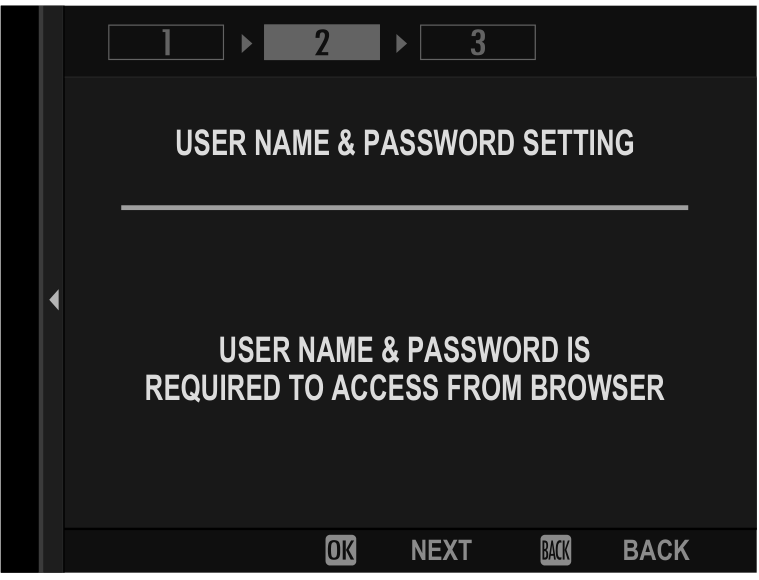 1 2 3
USER NAME & PASSWORD SETTING
USER NAME & PASSWORD IS
REQUIRED TO ACCESS FROM BROWSER
OK NEXT BACK BACK